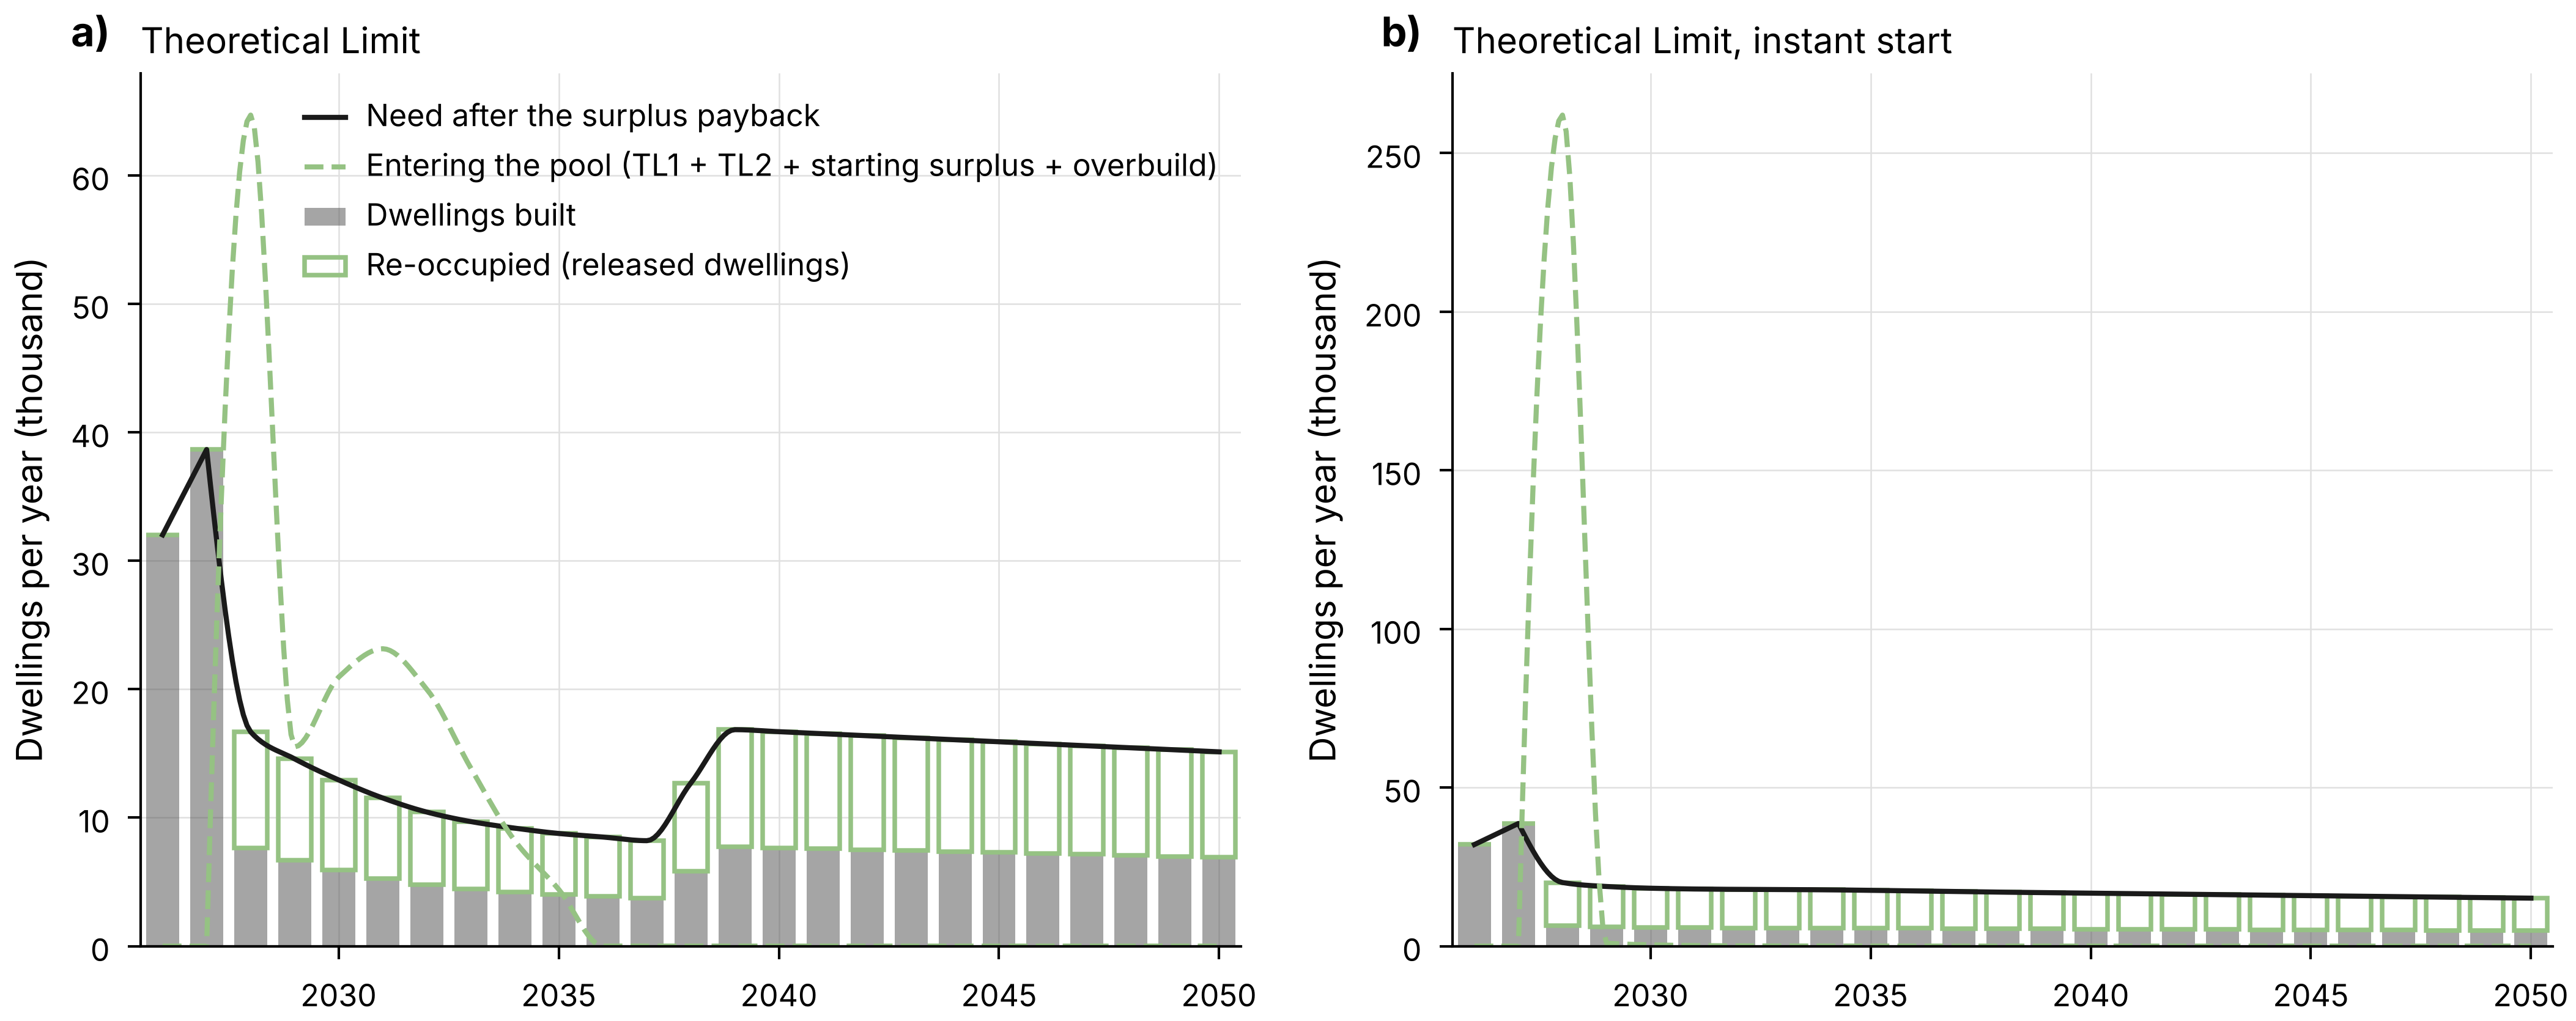 a) Theoretical Limit
Need after the surplus payback
Entering the pool (TL1 + TL2 + starting surplus + overbuild)
Dwellings built
Re-occupied (released dwellings)
Dwellings per year (thousand)
60
50
40
30
20
10
0
2030 2035 2040 2045 2050
b) Theoretical Limit, instant start
Dwellings per year (thousand)
250
200
150
100
50
0
2030 2035 2040 2045 2050